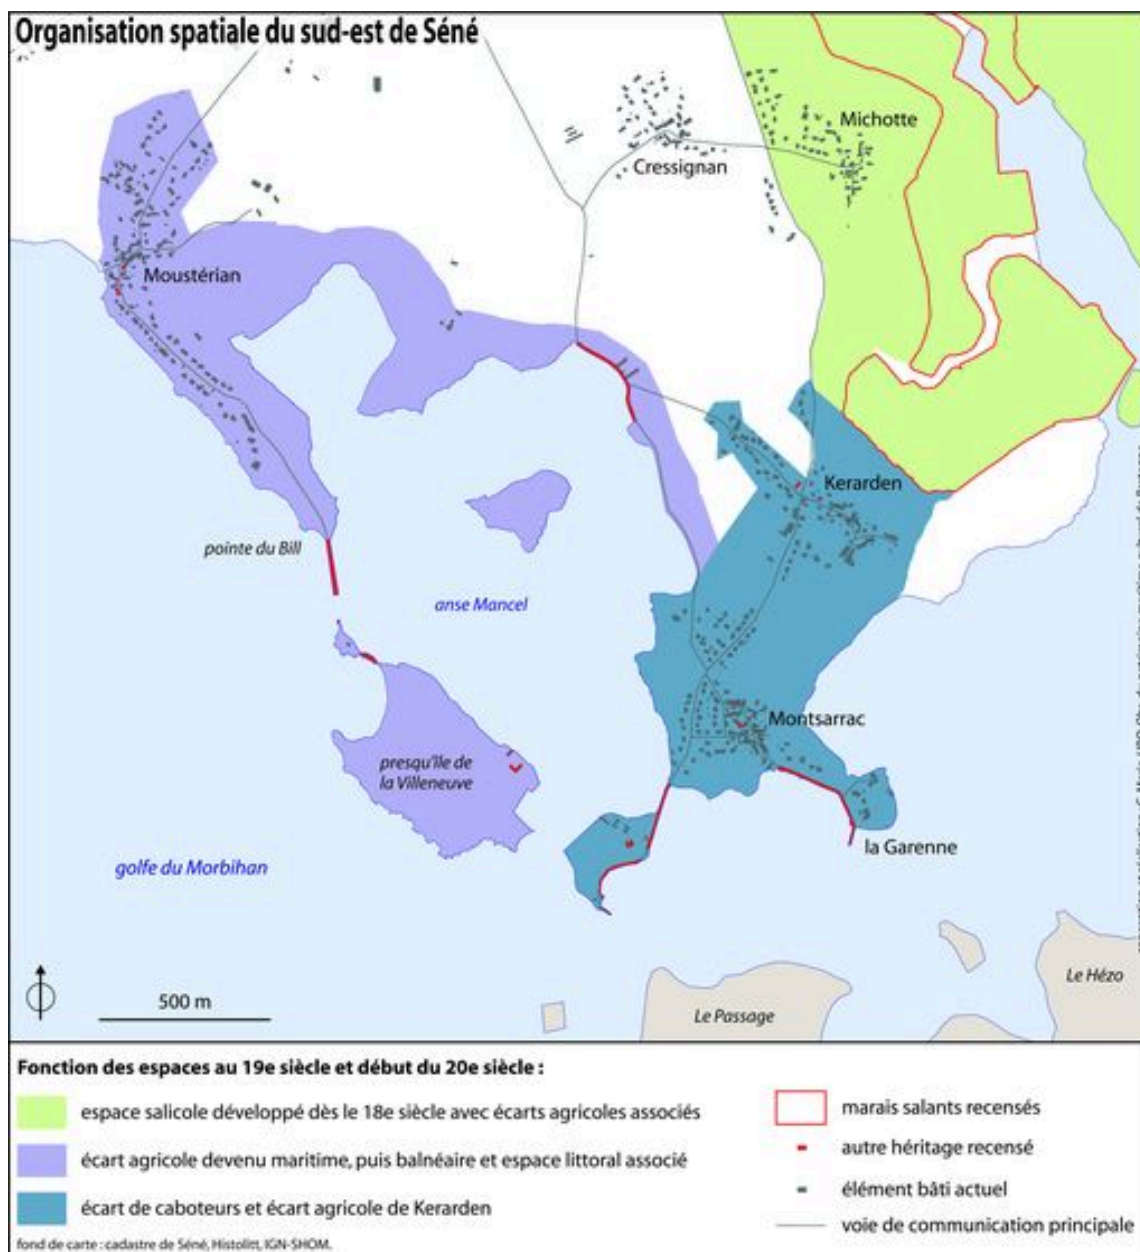 Organisation spatiale du sud-est de Séné
Michotte
Cressignan
Moustérian
Kerarden
pointe du Bill
anse Mancel
Montsarrac
presqu'île de
la Villeneuve
la Garenne
golfe du Morbihan
Le Hézo
500 m
Le Passage
Fonction des espaces au 19e siècle et début du 20e siècle :
espace salicole développé dès le 18e siècle avec écarts agricoles associés
écart agricole devenu maritime, puis balnéaire et espace littoral associé
écart de caboteurs et écart agricole de Kerarden
marais salants recensés
autre héritage recensé
élément bâti actuel
voie de communication principale
fond de carte : cadastre de Séné, Histolitt, IGN-SHOM.